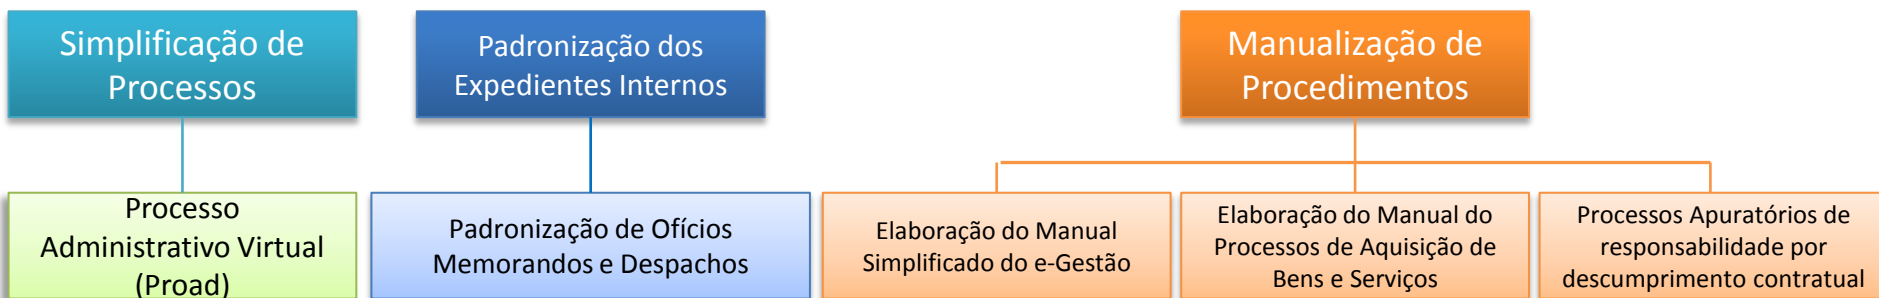 Simplificação de
Processos
Padronização dos
Expedientes Internos
Manualização de
Procedimentos
Processo
Administrativo Virtual
(Proad)
Padronização de Ofícios
Memorandos e Despachos
Elaboração do Manual
Simplificado do e-Gestão
Elaboração do Manual do
Processos de Aquisição de
Bens e Serviços
Processos Apuratórios de
responsabilidade por
descumprimento contratual